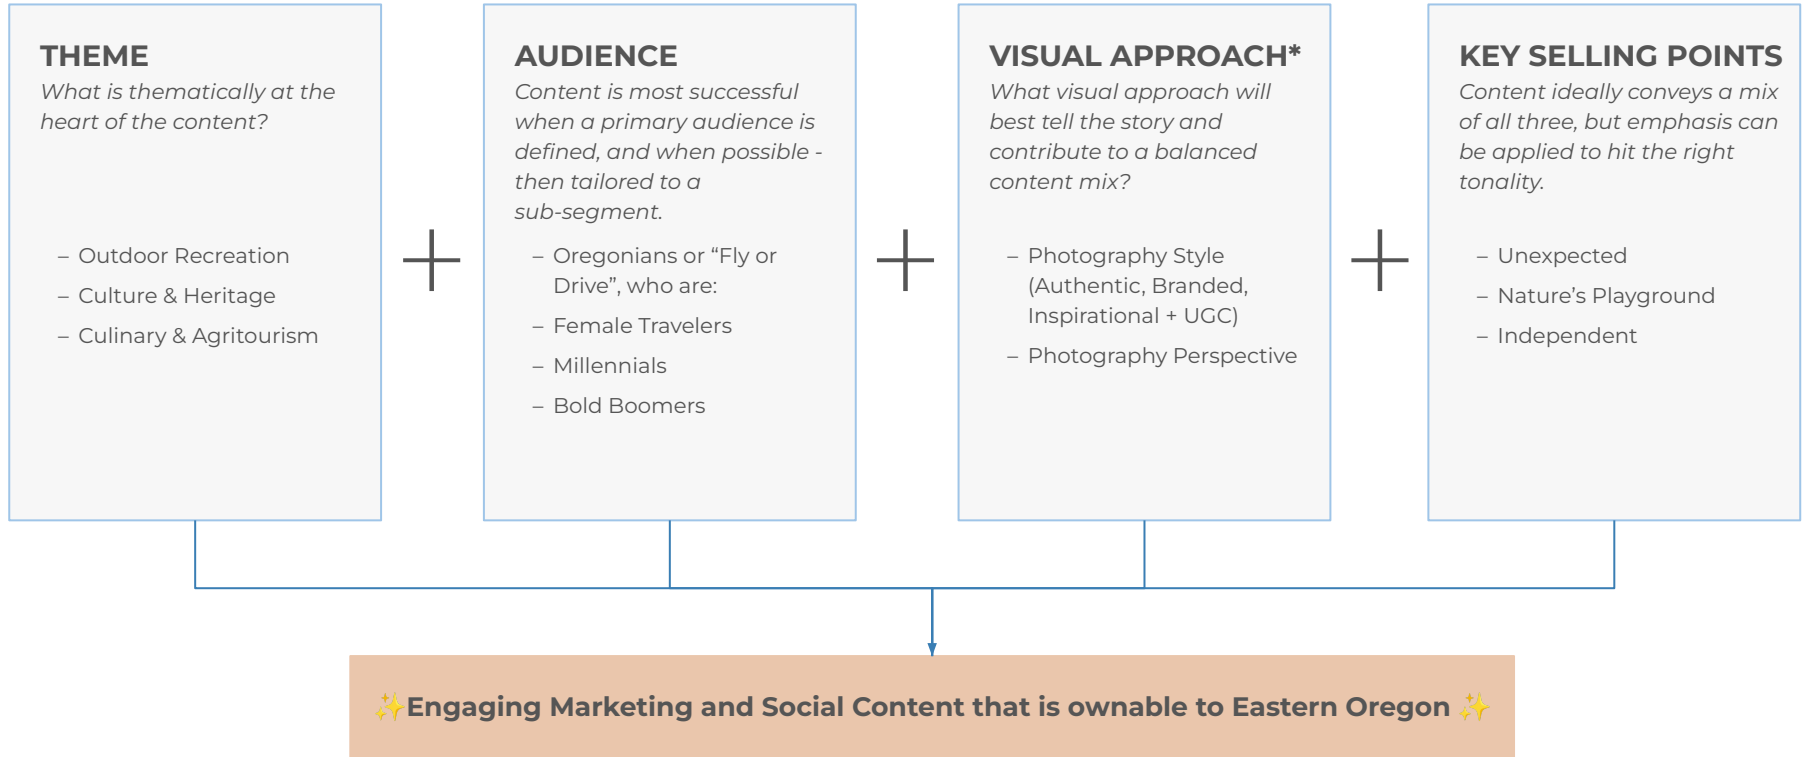 THEME
What is thematically at the
heart of the content?
– Outdoor Recreation
– Culture & Heritage
– Culinary & Agritourism
AUDIENCE
Content is most successful
when a primary audience is
defined, and when possible -
then tailored to a
sub-segment.
– Oregonians or “Fly or
Drive”, who are:
– Female Travelers
– Millennials
– Bold Boomers
VISUAL APPROACH*
What visual approach will
best tell the story and
contribute to a balanced
content mix?
– Photography Style
(Authentic, Branded,
Inspirational + UGC)
– Photography Perspective
KEY SELLING POINTS
Content ideally conveys a mix
of all three, but emphasis can
be applied to hit the right
tonality.
– Unexpected
– Nature’s Playground
– Independent
✨Engaging Marketing and Social Content that is ownable to Eastern Oregon ✨